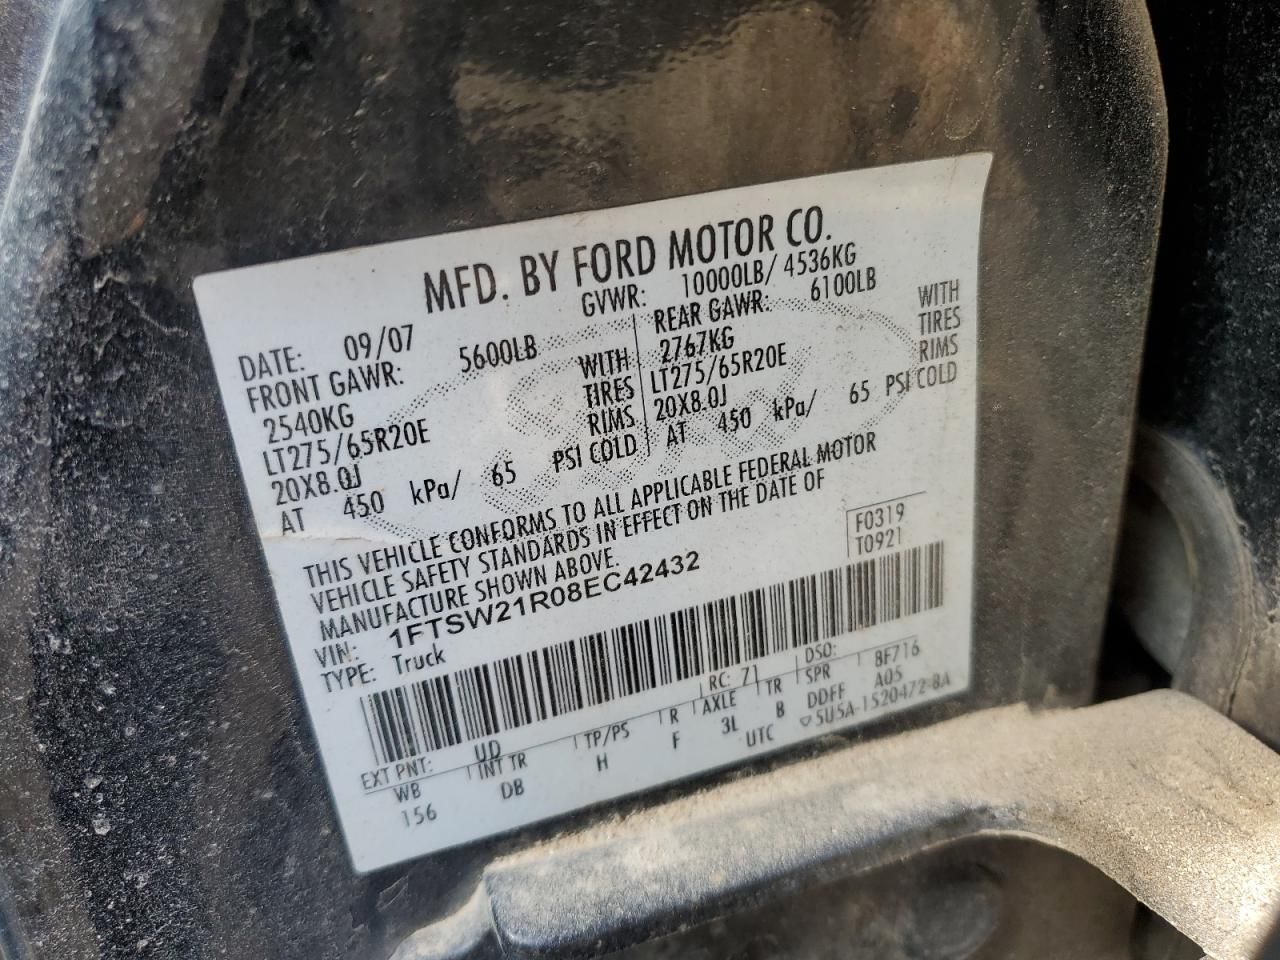 MFD. BY FORD MOTOR CO.
DATE: 09/07 GVWR: 10000LB/ 4536KG
FRONT GAWR: 5600LB REAR GAWR: 6100LB
2540KG WITH 2767KG WITH
LT275/65R20E TIRES LT275/65R20E TIRES
20X8.0J RIMS 20X8.0J RIMS
AT 450 kPa/ 65 PSI COLD AT 450 kPa/ 65 PSI COLD
THIS VEHICLE CONFORMS TO ALL APPLICABLE FEDERAL MOTOR
VEHICLE SAFETY STANDARDS IN EFFECT ON THE DATE OF
MANUFACTURE SHOWN ABOVE.
VIN: 1FTSW21R08EC42432
TYPE: Truck
F0319
T0921
EXT PNT: UD RC: 71 DSO:
WB INT TR TP/PS R AXLE TR SPR 8F716
156 DB H F 3L B DDFF A05
UTC ▽5U5A-1520472-8A